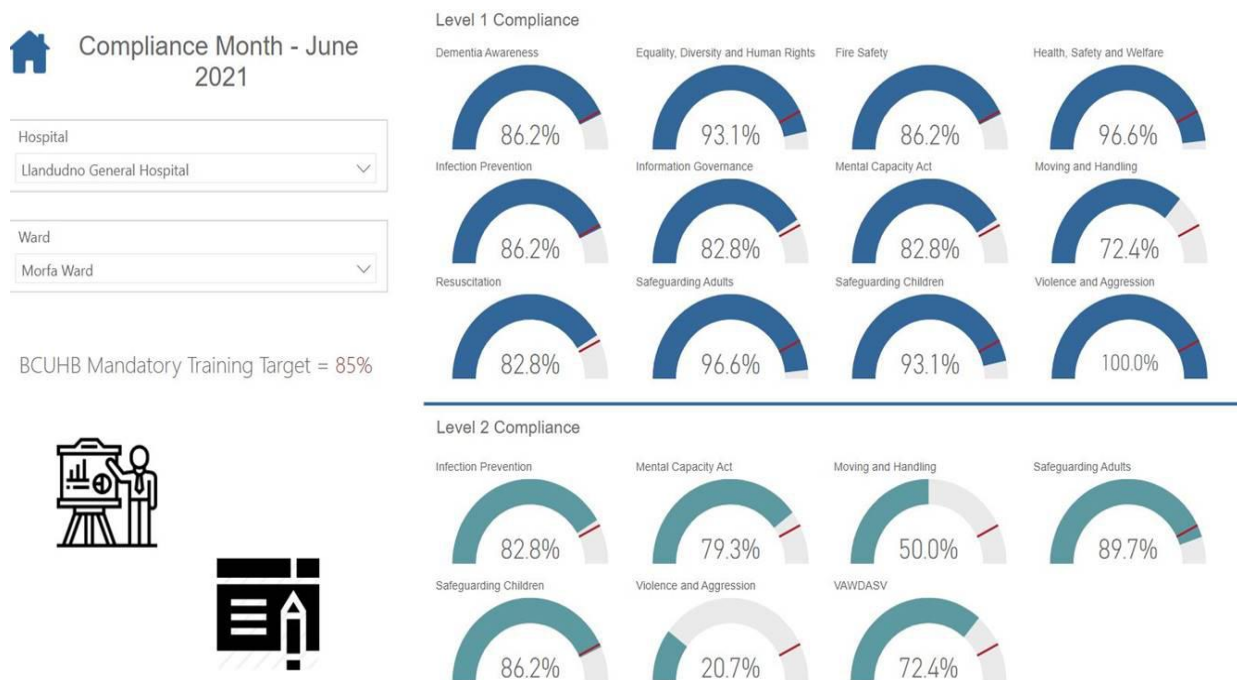 Compliance Month - June
2021
Hospital
Llandudno General Hospital
Ward
Morfa Ward
BCUHB Mandatory Training Target = 85%
Level 1 Compliance
Dementia Awareness
86.2%
Equality, Diversity and Human Rights
93.1%
Fire Safety
86.2%
Health, Safety and Welfare
96.6%
Infection Prevention
86.2%
Information Governance
82.8%
Mental Capacity Act
82.8%
Moving and Handling
72.4%
Resuscitation
82.8%
Safeguarding Adults
96.6%
Safeguarding Children
93.1%
Violence and Aggression
100.0%
Level 2 Compliance
Infection Prevention
82.8%
Mental Capacity Act
79.3%
Moving and Handling
50.0%
Safeguarding Adults
89.7%
Safeguarding Children
86.2%
Violence and Aggression
20.7%
VAWDASV
72.4%